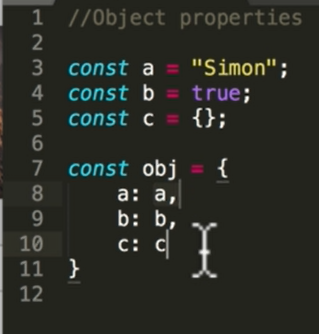 1 //Object properties
2
3 const a = "Simon";
4 const b = true;
5 const c = {};
6
7 const obj = {
8     a: a,
9     b: b,
10     c: c
11 }
12